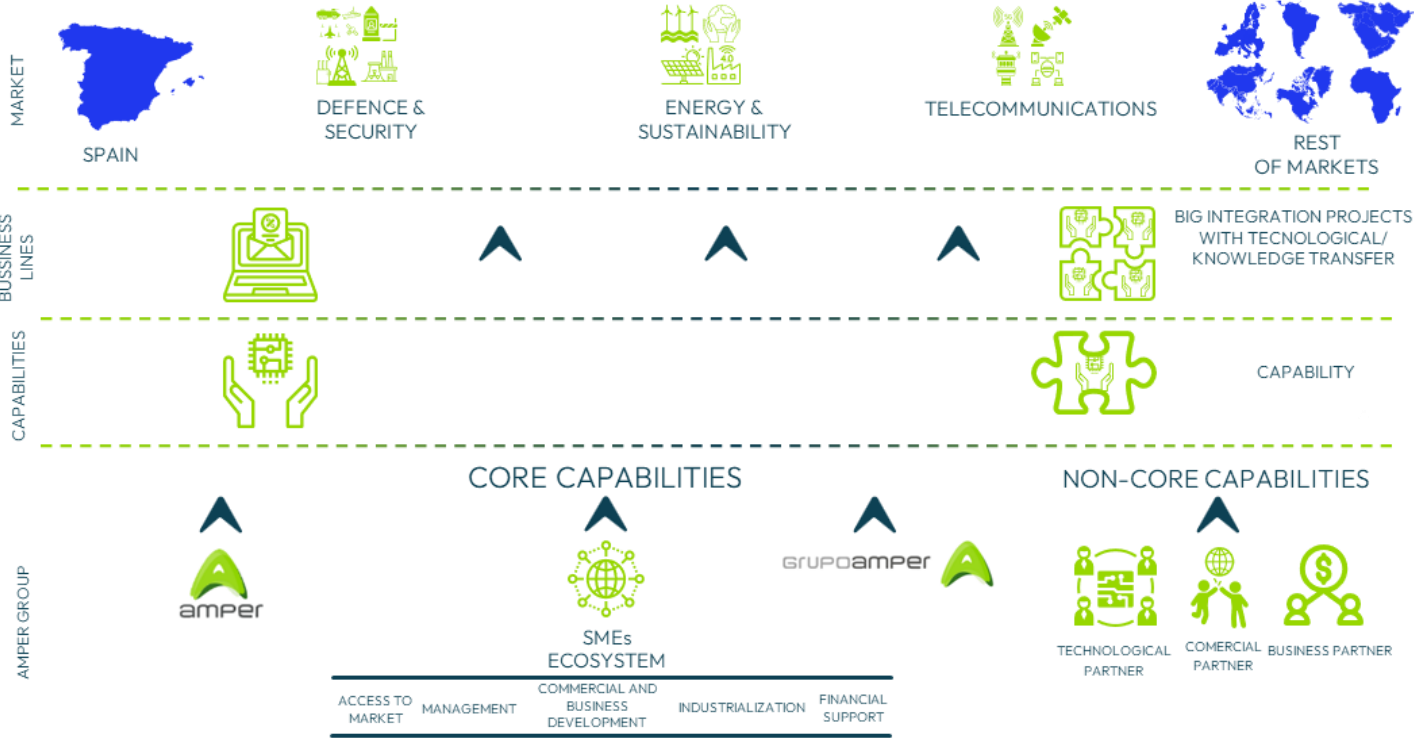 MARKET
SPAIN
DEFENCE &
SECURITY
4.0
ENERGY &
SUSTAINABILITY
TELECOMMUNICATIONS
REST
OF MARKETS
BUSSINESS
LINES
BIG INTEGRATION PROJECTS
WITH TECNOLOGICAL/
KNOWLEDGE TRANSFER
CAPABILITIES
CAPABILITY
CORE CAPABILITIES
NON-CORE CAPABILITIES
AMPER GROUP
amper
SMEs
ECOSYSTEM
GRUPOamper
TECHNOLOGICAL
PARTNER
COMERCIAL
PARTNER
BUSINESS PARTNER
ACCESS TO
MARKET
MANAGEMENT
COMMERCIAL AND
BUSINESS
DEVELOPMENT
INDUSTRIALIZATION
FINANCIAL
SUPPORT